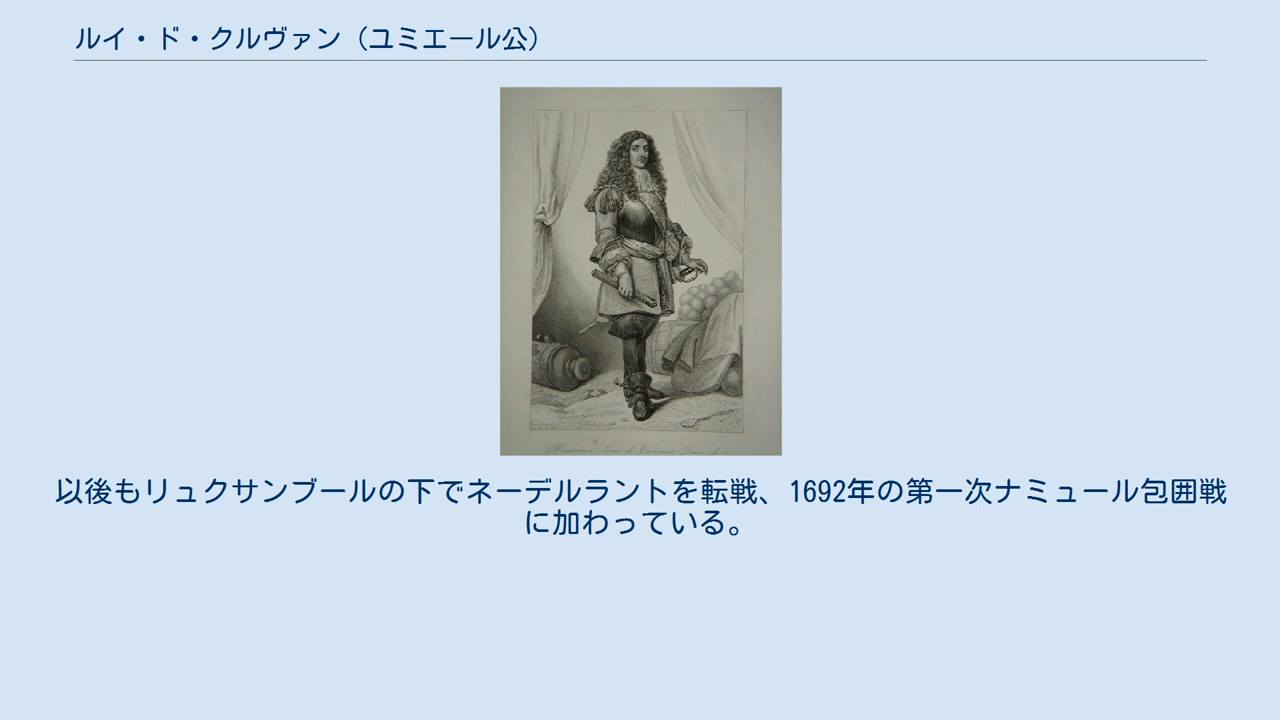 ルイ・ド・クルヴァン（ユミエール公）
以後もリュクサンブールの下でネーデルラントを転戦、1692年の第一次ナミュール包囲戦
に加わっている。